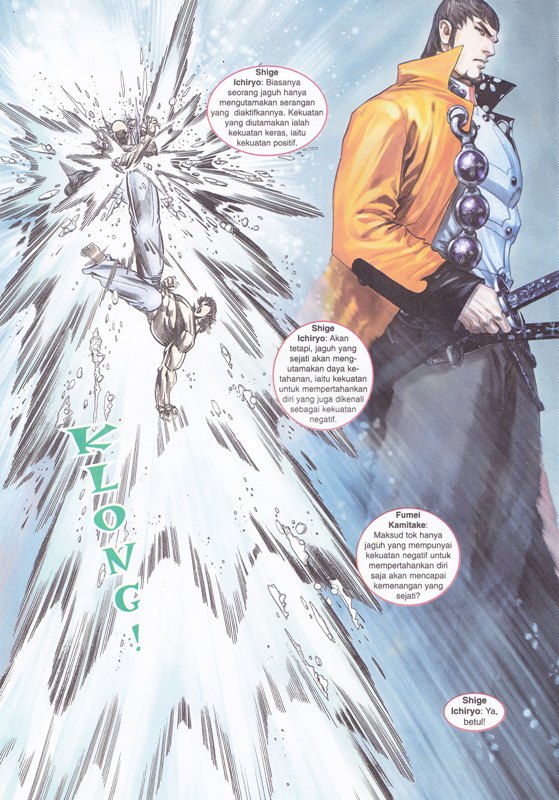 Shige
Ichiryo: Biasanya
seorang jaguh hanya
mengutamakan serangan
yang diaktifkannya. Kekuatan
yang diutamakan ialah
kekuatan keras, iaitu
kekuatan positif.
Shige
Ichiryo: Akan
tetapi, jaguh yang
sejati akan meng-
utamakan daya ke-
tahanan, iaitu kekuatan
untuk mempertahankan
diri yang juga dikenali
sebagai kekuatan
negatif.
KLONG!
Fumei
Kamitake:
Maksud tok hanya
jaguh yang mempunyai
kekuatan negatif untuk
mempertahankan diri
saja akan mencapai
kemenangan yang
sejati?
Shige
Ichiryo: Ya,
betul!